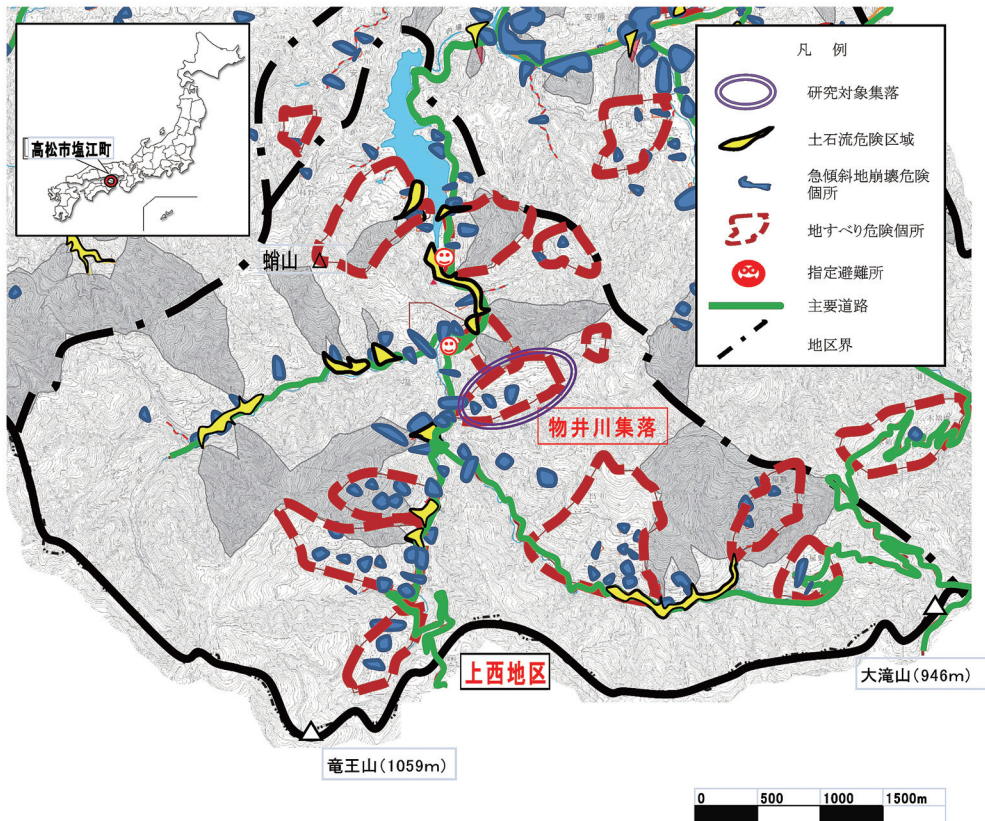 高松市塩江町
凡 例
研究対象集落
土石流危険区域
急傾斜地崩壊危険
個所
地すべり危険個所
指定避難所
主要道路
地区界
蛸山
物井川集落
上西地区
大滝山(946m)
竜王山(1059m)
0 500 1000 1500m